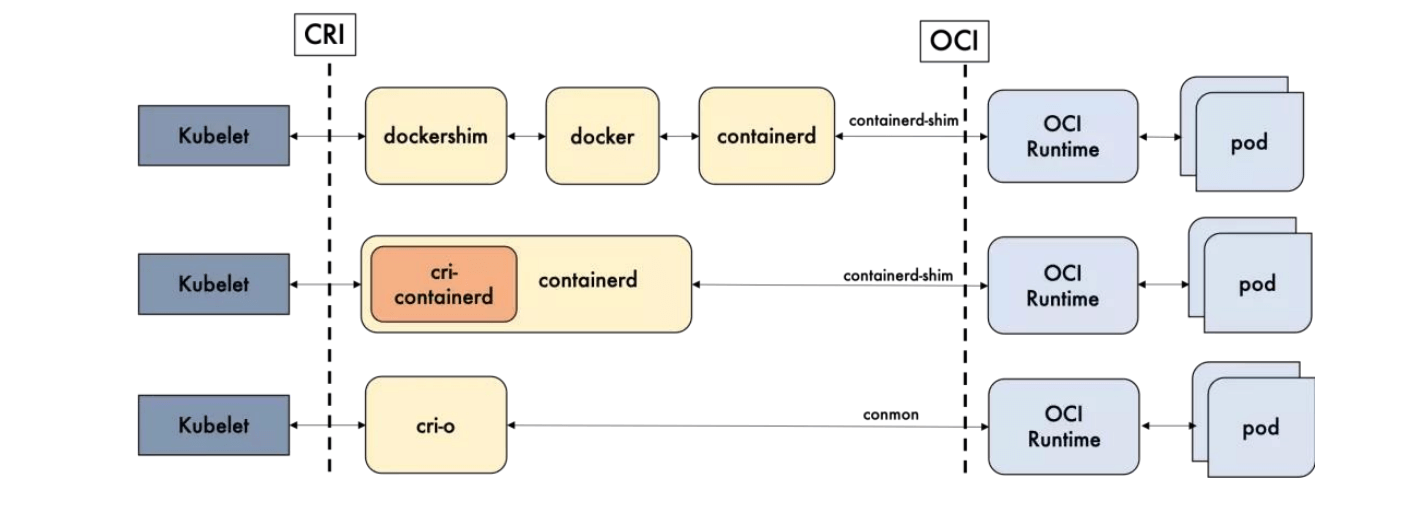 CRI
OCI
Kubelet
dockershim
docker
containerd
containerd-shim
OCI
Runtime
pod
Kubelet
cri-
containerd
containerd
containerd-shim
OCI
Runtime
pod
Kubelet
cri-o
conmon
OCI
Runtime
pod